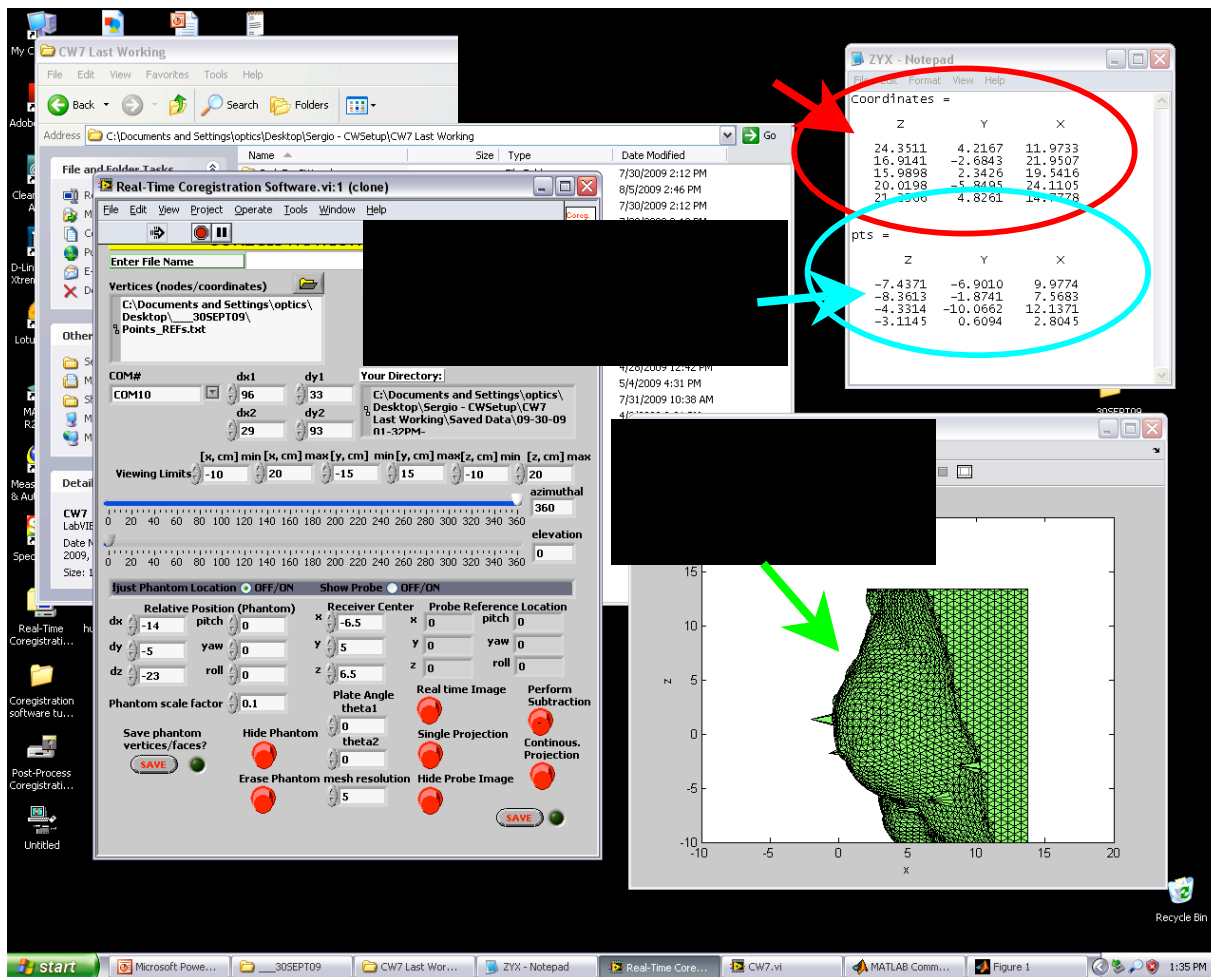 My C
CW7 Last Working
File Edit View Favorites Tools Help
Back Search Folders
Address C:\Documents and Settings\optics\Desktop\Sergio - CWSetup\CW7 Last Working Go
File and Folder Tasks
Name Size Type Date Modified
7/30/2009 2:12 PM
8/5/2009 2:46 PM
7/30/2009 2:12 PM
Other
Detail
CW7
LabVIE
Date M
2009,
Size: 1
4/28/2009 12:42 PM
5/4/2009 4:31 PM
7/31/2009 10:38 AM
Real-Time Coregistration Software.vi:1 (clone)
File Edit View Project Operate Tools Window Help
Coreg.
Enter File Name
Vertices (nodes/coordinates)
C:\Documents and Settings\optics\
Desktop\___30SEPT09\
Points_REFs.txt
COM# dx1 dy1 Your Directory:
COM10 96 33
dx2 dy2
29 93
C:\Documents and Settings\optics\
Desktop\Sergio - CWSetup\CW7
Last Working\Saved Data\09-30-09
01-32PM-
[x, cm] min [x, cm] max [y, cm] min [y, cm] max [z, cm] min [z, cm] max
Viewing Limits -10 20 -15 15 -10 20
azimuthal
360
0 20 40 60 80 100 120 140 160 180 200 220 240 260 280 300 320 340 360
elevation
0
0 20 40 60 80 100 120 140 160 180 200 220 240 260 280 300 320 340 360
ljust Phantom Location OFF/ON Show Probe OFF/ON
Relative Position (Phantom) Receiver Center Probe Reference Location
dx -14 pitch 0 x -6.5 x 0 pitch 0
dy -5 yaw 0 y 5 y 0 yaw 0
dz -23 roll 0 z 6.5 z 0 roll 0
Phantom scale factor 0.1
Plate Angle
theta1
0
theta2
0
Real time Image
Perform
Subtraction
Save phantom
vertices/faces?
SAVE
Hide Phantom
Single Projection
Continous.
Projection
Erase Phantom mesh resolution Hide Probe Image
5
SAVE
ZYX - Notepad
File Edit Format View Help
Coordinates =
Z Y X
24.3511 4.2167 11.9733
16.9141 -2.6843 21.9507
15.9898 2.3426 19.5416
20.0198 -5.8495 24.1105
pts =
Z Y X
-7.4371 -6.9010 9.9774
-8.3613 -1.8741 7.5683
-4.3314 -10.0662 12.1371
-3.1145 0.6094 2.8045
30SEPT09
15
10
5
0
-5
-10
z
-10 -5 0 5 10 15 20
x
Real-Time
Coregistrati...
Coregistration
software tu...
Post-Process
Coregistrati...
Untitled
Recycle Bin
start Microsoft Powe... ___30SEPT09 CW7 Last Wor... ZYX - Notepad Real-Time Core... CW7.vi MATLAB Comm... Figure 1 1:35 PM